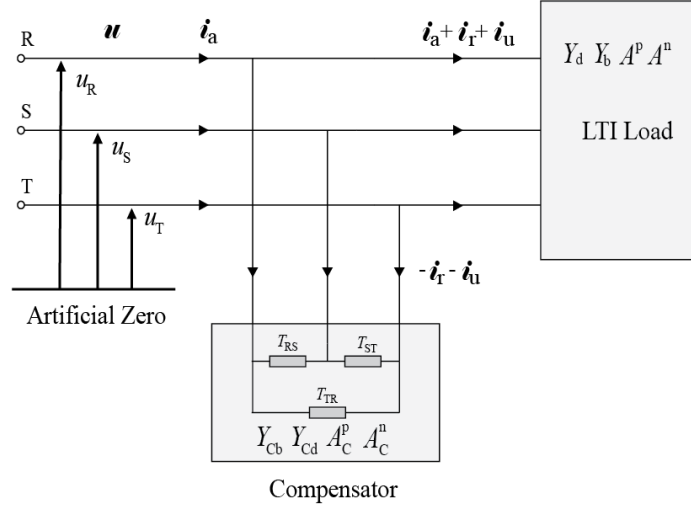 R
u
i_a
i_a + i_r + i_u
u_R
S
u_S
T
u_T
Artificial Zero
Y_d Y_b A^p A^n
LTI Load
-i_r - i_u
T_RS
T_ST
T_TR
Y_Cb Y_Cd A_C^p A_C^n
Compensator